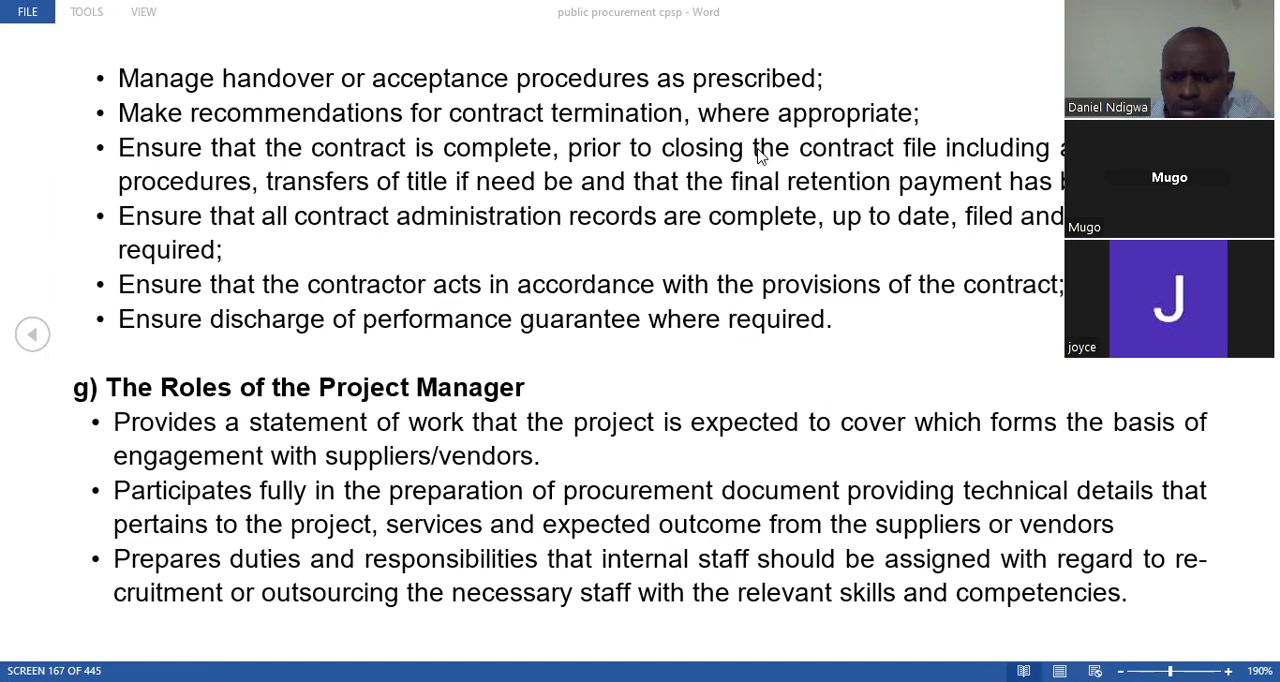 FILE TOOLS VIEW public procurement cpsp - Word
• Manage handover or acceptance procedures as prescribed;
• Make recommendations for contract termination, where appropriate;
• Ensure that the contract is complete, prior to closing the contract file including
procedures, transfers of title if need be and that the final retention payment has
• Ensure that all contract administration records are complete, up to date, filed and
required;
• Ensure that the contractor acts in accordance with the provisions of the contract;
• Ensure discharge of performance guarantee where required.
g) The Roles of the Project Manager
• Provides a statement of work that the project is expected to cover which forms the basis of
engagement with suppliers/vendors.
• Participates fully in the preparation of procurement document providing technical details that
pertains to the project, services and expected outcome from the suppliers or vendors
• Prepares duties and responsibilities that internal staff should be assigned with regard to re-
cruitment or outsourcing the necessary staff with the relevant skills and competencies.
Daniel Ndigwa
Mugo
Mugo
J
joyce
SCREEN 167 OF 445 190%